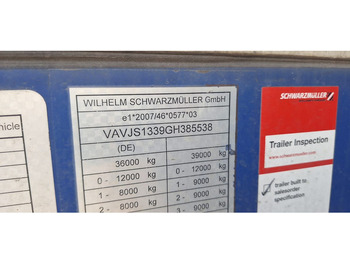 WILHELM SCHWARZMÜLLER GmbH
e1*2007/46*0577*03
VAVJS1339GH385538
(DE)
36000 kg - 39000 kg
0 - 12000 kg 0 - 12000 kg
1 - 8000 kg 1 - 9000 kg
2 - 8000 kg 2 - 9000 kg
kg 3 - 9000 kg
hicle
SCHWARZMÜLLER
Trailer Inspection
www.schwarzmueller.com
trailer built to
salesorder
specification